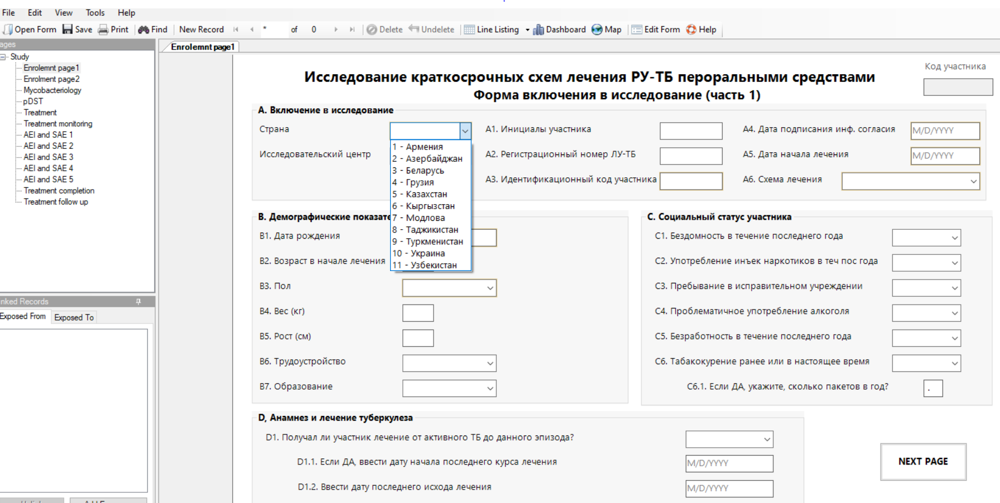 File Edit View Tools Help
Open Form Save Print Find New Record * of 0 Delete Undelete Line Listing Dashboard Map Edit Form Help
Study
Enrolemnt page1
Enrolment page2
Mycobacteriology
pDST
Treatment
Treatment monitoring
AEI and SAE 1
AEI and SAE 2
AEI and SAE 3
AEI and SAE 4
AEI and SAE 5
Treatment completion
Treatment follow up
Records
Exposed From Exposed To
Enrolemnt page1
Код участника
Исследование краткосрочных схем лечения РУ-ТБ пероральными средствами
Форма включения в исследование (часть 1)
A. Включение в исследование
Страна
Исследовательский центр
1 - Армения
2 - Азербайджан
3 - Беларусь
4 - Грузия
5 - Казахстан
6 - Кыргызстан
7 - Модлова
8 - Таджикистан
9 - Туркменистан
10 - Украина
11 - Узбекистан
A1. Инициалы участника
A2. Регистрационный номер ЛУ-ТБ
A3. Идентификационный код участника
A4. Дата подписания инф. согласия M/D/YYYY
A5. Дата начала лечения M/D/YYYY
A6. Схема лечения
B. Демографические
B1. Дата рождения
B2. Возраст в начале лечения
B3. Пол
B4. Вес (кг)
B5. Рост (см)
B6. Трудоустройство
B7. Образование
C. Социальный статус участника
C1. Бездомность в течение последнего года
C2. Употребление инъек наркотиков в теч пос года
C3. Пребывание в исправительном учреждении
C4. Проблематичное употребление алкоголя
C5. Безработность в течение последнего года
C6. Табакокурение ранее или в настоящее время
C6.1. Если ДА, укажите, сколько пакетов в год? .
D, Анамнез и лечение туберкулеза
D1. Получал ли участник лечение от активного ТБ до данного эпизода?
D1.1. Если ДА, ввести дату начала последнего курса лечения M/D/YYYY
D1.2. Ввести дату последнего исхода лечения M/D/YYYY
NEXT PAGE